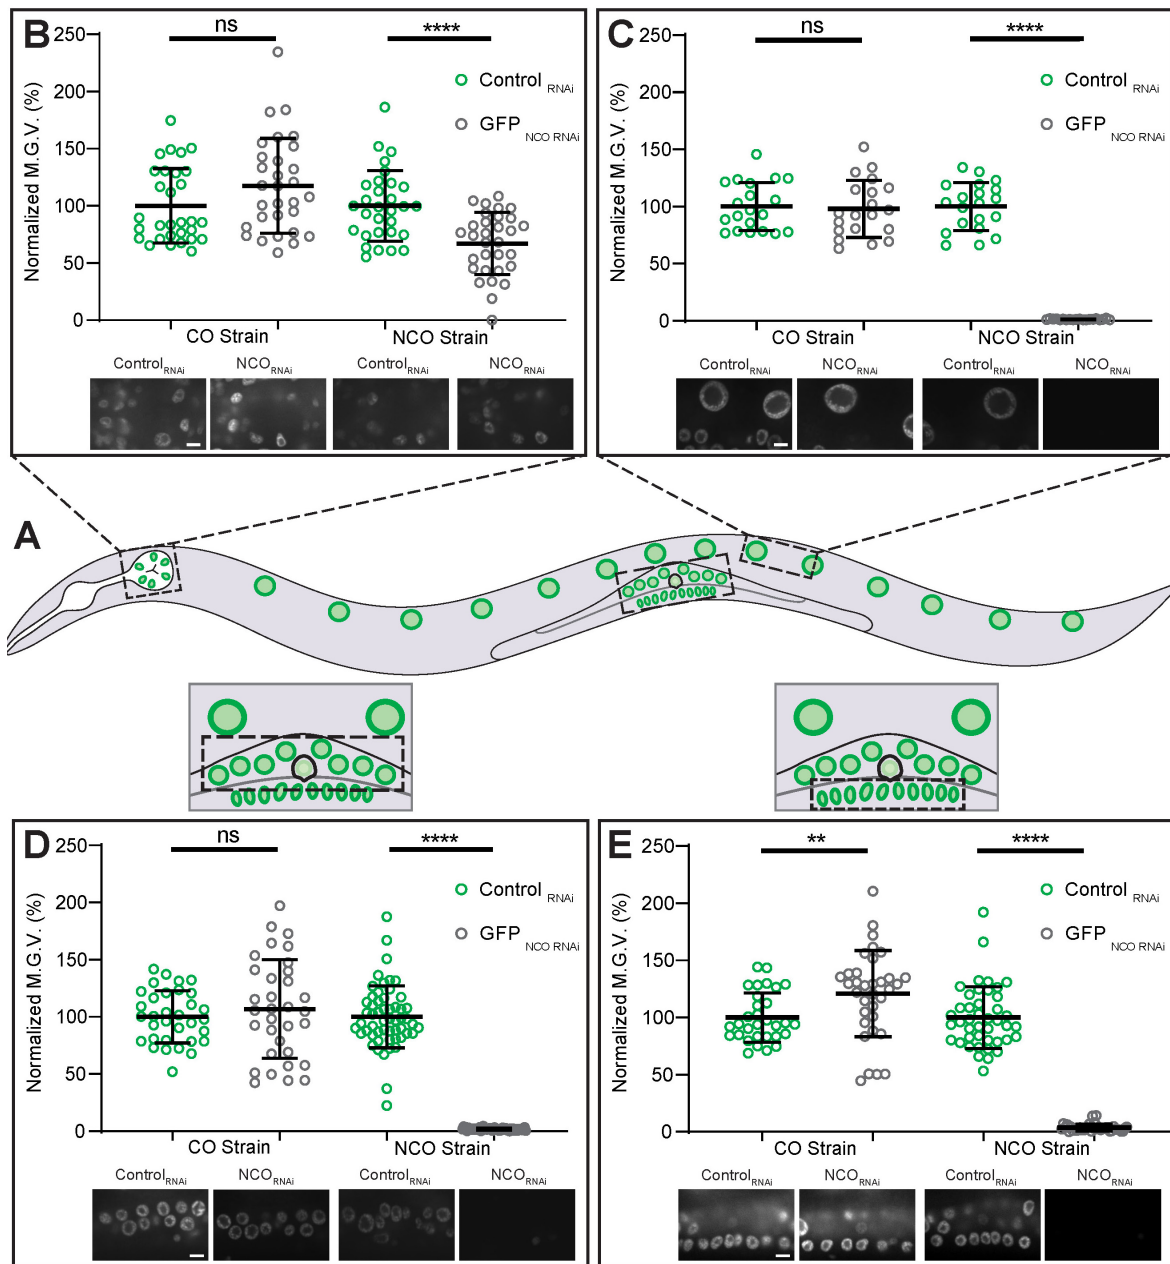 B
ns
****
250
200
150
100
50
0
Normalized M.G.V. (%)
Control RNAi
GFP NCO RNAi
CO Strain
NCO Strain
Control RNAi
NCO RNAi
Control RNAi
NCO RNAi
C
ns
****
250
200
150
100
50
0
Normalized M.G.V. (%)
Control RNAi
GFP NCO RNAi
CO Strain
NCO Strain
Control RNAi
NCO RNAi
Control RNAi
NCO RNAi
A
D
ns
****
250
200
150
100
50
0
Normalized M.G.V. (%)
Control RNAi
GFP NCO RNAi
CO Strain
NCO Strain
Control RNAi
NCO RNAi
Control RNAi
NCO RNAi
E
**
****
250
200
150
100
50
0
Normalized M.G.V. (%)
Control RNAi
GFP NCO RNAi
CO Strain
NCO Strain
Control RNAi
NCO RNAi
Control RNAi
NCO RNAi